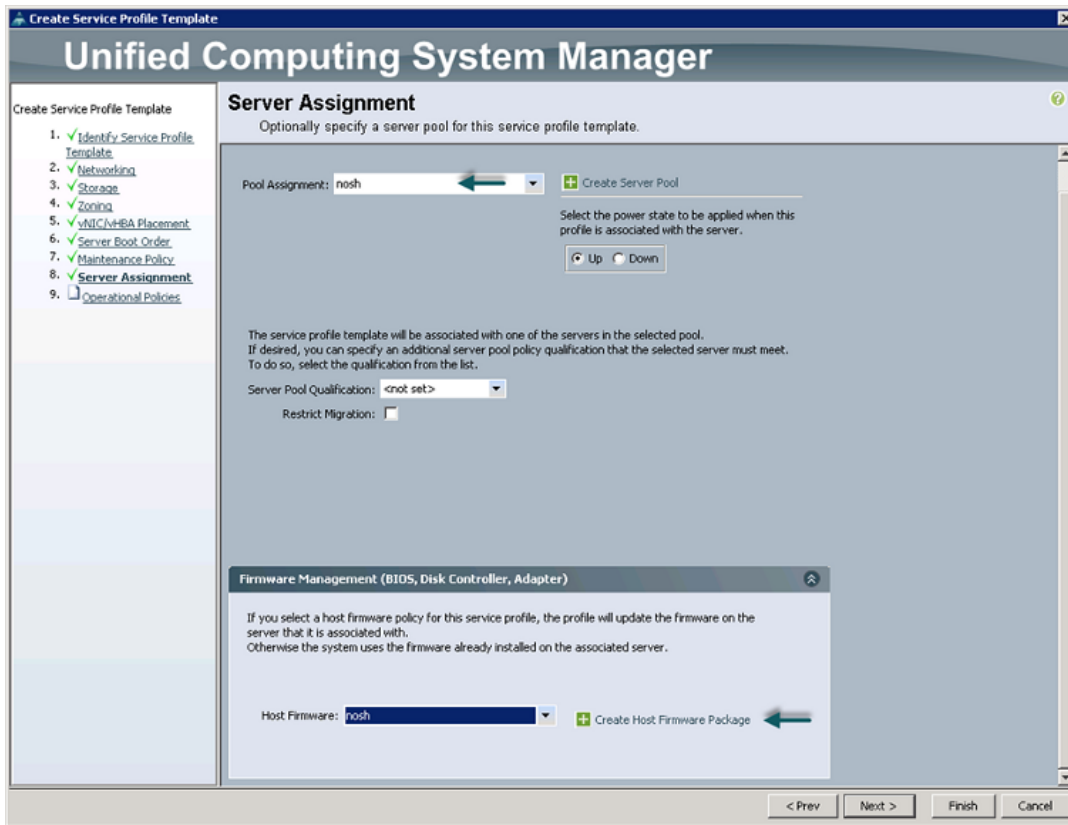 Create Service Profile Template
Unified Computing System Manager
Create Service Profile Template
1. Identify Service Profile
Template
2. Networking
3. Storage
4. Zoning
5. vNIC/vHBA Placement
6. Server Boot Order
7. Maintenance Policy
8. Server Assignment
9. Operational Policies
Server Assignment
Optionally specify a server pool for this service profile template.
Pool Assignment: nosh
Create Server Pool
Select the power state to be applied when this
profile is associated with the server.
Up Down
The service profile template will be associated with one of the servers in the selected pool.
If desired, you can specify an additional server pool policy qualification that the selected server must meet.
To do so, select the qualification from the list.
Server Pool Qualification: <not set>
Restrict Migration:
Firmware Management (BIOS, Disk Controller, Adapter)
If you select a host firmware policy for this service profile, the profile will update the firmware on the
server that it is associated with.
Otherwise the system uses the firmware already installed on the associated server.
Host Firmware: nosh
Create Host Firmware Package
< Prev
Next >
Finish
Cancel